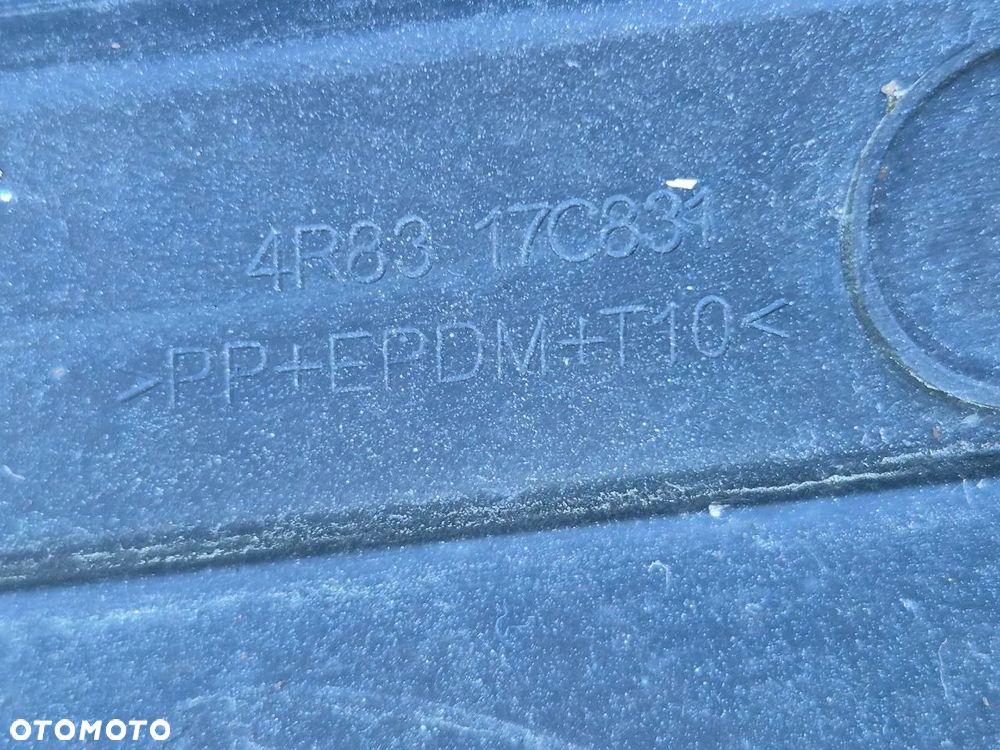 4R83 17C831
>PP+EPDM+T10<
OTOMOTO